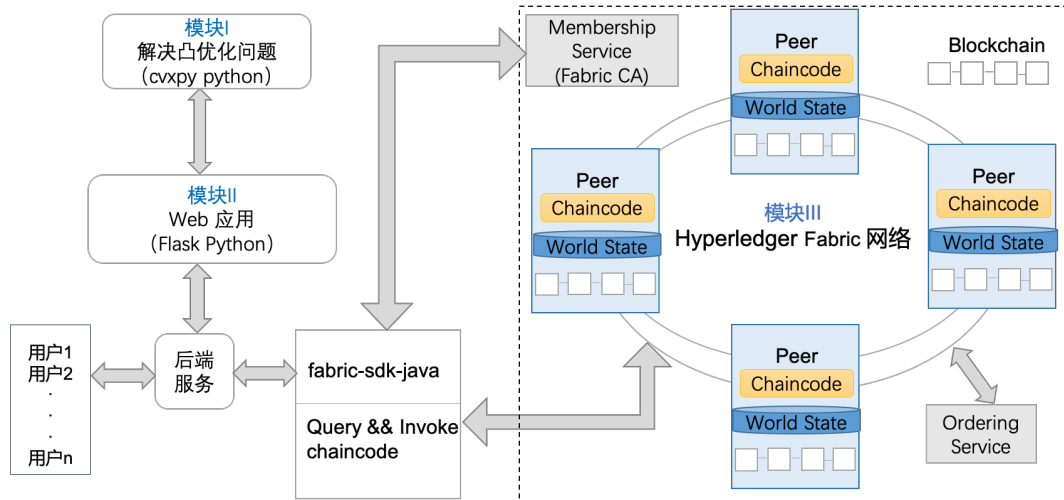 模块I
解决凸优化问题
（cvxpy python）
模块II
Web 应用
（Flask Python）
用户1
用户2
.
.
.
用户n
后端
服务
fabric-sdk-java
Query && Invoke
chaincode
Membership
Service
(Fabric CA)
Peer
Chaincode
World State
Blockchain
Peer
Chaincode
World State
模块III
Hyperledger Fabric 网络
Peer
Chaincode
World State
Peer
Chaincode
World State
Ordering
Service